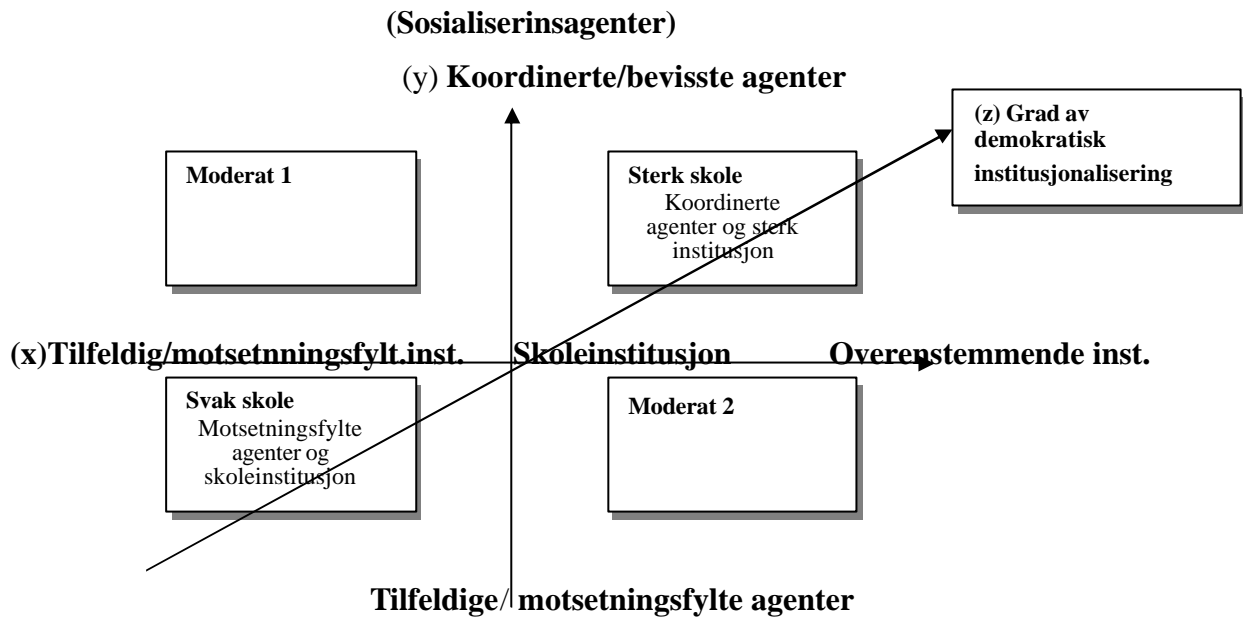 (Sosialiserinsagenter)
(y) Koordinerte/bevisste agenter
(z) Grad av
demokratisk
institusjonalisering
Moderat 1
Sterk skole
Koordinerte
agenter og sterk
institusjon
(x)Tilfeldig/motsetnningsfylt.inst. Skoleinstitusjon Overenstemmende inst.
Svak skole
Motsetningsfylte
agenter og
skoleinstitusjon
Moderat 2
Tilfeldige/ motsetningsfylte agenter